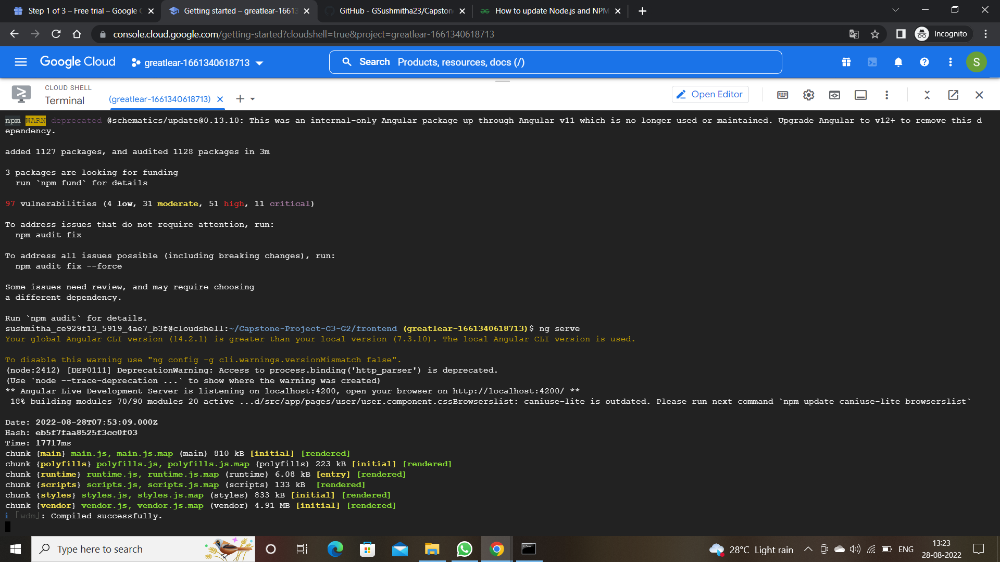 Step 1 of 3 – Free trial – Google C
Getting started – greatlear-16613
GitHub - GSushmitha23/Capston
How to update Node.js and NPM
console.cloud.google.com/getting-started?cloudshell=true&project=greatlear-1661340618713
Incognito
Google Cloud
greatlear-1661340618713
Search Products, resources, docs (/)
S
CLOUD SHELL
Terminal
(greatlear-1661340618713)
Open Editor
npm WARN deprecated @schematics/update@0.13.10: This was an internal-only Angular package up through Angular v11 which is no longer used or maintained. Upgrade Angular to v12+ to remove this d
ependency.
added 1127 packages, and audited 1128 packages in 3m
3 packages are looking for funding
run `npm fund` for details
97 vulnerabilities (4 low, 31 moderate, 51 high, 11 critical)
To address issues that do not require attention, run:
npm audit fix
To address all issues possible (including breaking changes), run:
npm audit fix --force
Some issues need review, and may require choosing
a different dependency.
Run `npm audit` for details.
sushmitha_ce929f13_5919_4ae7_b3f@cloudshell:~/Capstone-Project-C3-G2/frontend (greatlear-1661340618713)$ ng serve
Your global Angular CLI version (14.2.1) is greater than your local version (7.3.10). The local Angular CLI version is used.
To disable this warning use "ng config -g cli.warnings.versionMismatch false".
(node:2412) [DEP0111] DeprecationWarning: Access to process.binding('http_parser') is deprecated.
(Use `node --trace-deprecation ...` to show where the warning was created)
** Angular Live Development Server is listening on localhost:4200, open your browser on http://localhost:4200/ **
18% building modules 70/90 modules 20 active ...d/src/app/pages/user/user.component.cssBrowserslist: caniuse-lite is outdated. Please run next command `npm update caniuse-lite browserslist`
Date: 2022-08-28T07:53:09.000Z
Hash: eb5f7faa8525f3cc0f03
Time: 17717ms
chunk {main} main.js, main.js.map (main) 810 kB [initial] [rendered]
chunk {polyfills} polyfills.js, polyfills.js.map (polyfills) 223 kB [initial] [rendered]
chunk {runtime} runtime.js, runtime.js.map (runtime) 6.08 kB [entry] [rendered]
chunk {scripts} scripts.js, scripts.js.map (scripts) 133 kB [rendered]
chunk {styles} styles.js, styles.js.map (styles) 833 kB [initial] [rendered]
chunk {vendor} vendor.js, vendor.js.map (vendor) 4.91 MB [initial] [rendered]
ℹ ｢wdm｣: Compiled successfully.
Type here to search
28°C Light rain
ENG
13:23
28-08-2022